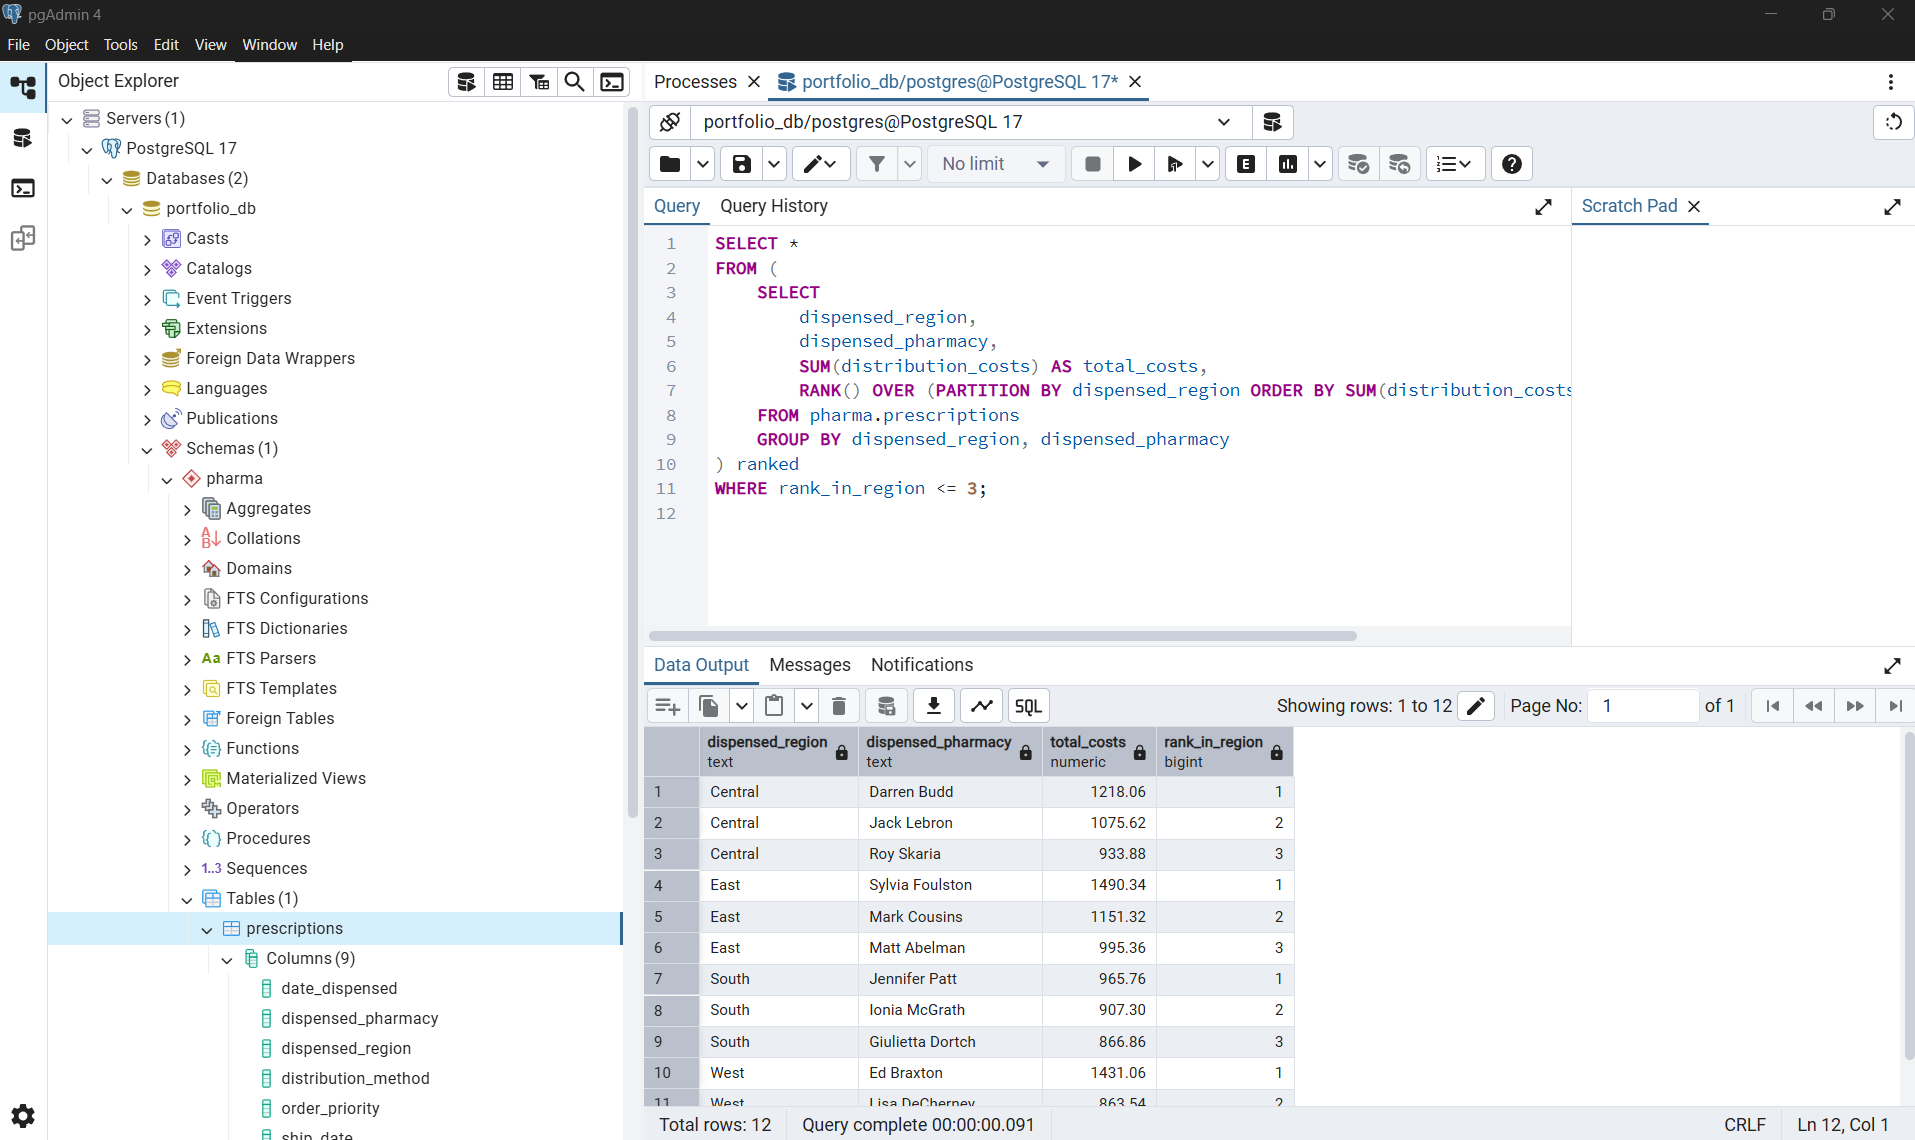 pgAdmin 4
File Object Tools Edit View Window Help
Object Explorer
Servers (1)
PostgreSQL 17
Databases (2)
portfolio_db
Casts
Catalogs
Event Triggers
Extensions
Foreign Data Wrappers
Languages
Publications
Schemas (1)
pharma
Aggregates
Collations
Domains
FTS Configurations
FTS Dictionaries
Aa FTS Parsers
FTS Templates
Foreign Tables
Functions
Materialized Views
Operators
Procedures
1..3 Sequences
Tables (1)
prescriptions
Columns (9)
date_dispensed
dispensed_pharmacy
dispensed_region
distribution_method
order_priority
ship_date
Processes portfolio_db/postgres@PostgreSQL 17*
portfolio_db/postgres@PostgreSQL 17
No limit E
Query Query History
Scratch Pad
1 SELECT *
2 FROM (
3 SELECT
4 dispensed_region,
5 dispensed_pharmacy,
6 SUM(distribution_costs) AS total_costs,
7 RANK() OVER (PARTITION BY dispensed_region ORDER BY SUM(distribution_costs
8 FROM pharma.prescriptions
9 GROUP BY dispensed_region, dispensed_pharmacy
10 ) ranked
11 WHERE rank_in_region <= 3;
12
Data Output Messages Notifications
SQL Showing rows: 1 to 12 Page No: 1 of 1
dispensed_region dispensed_pharmacy total_costs rank_in_region
text text numeric bigint
1 Central Darren Budd 1218.06 1
2 Central Jack Lebron 1075.62 2
3 Central Roy Skaria 933.88 3
4 East Sylvia Foulston 1490.34 1
5 East Mark Cousins 1151.32 2
6 East Matt Abelman 995.36 3
7 South Jennifer Patt 965.76 1
8 South Ionia McGrath 907.30 2
9 South Giulietta Dortch 866.86 3
10 West Ed Braxton 1431.06 1
11 West Lisa DeCherney 863.54 2
Total rows: 12 Query complete 00:00:00.091 CRLF Ln 12, Col 1